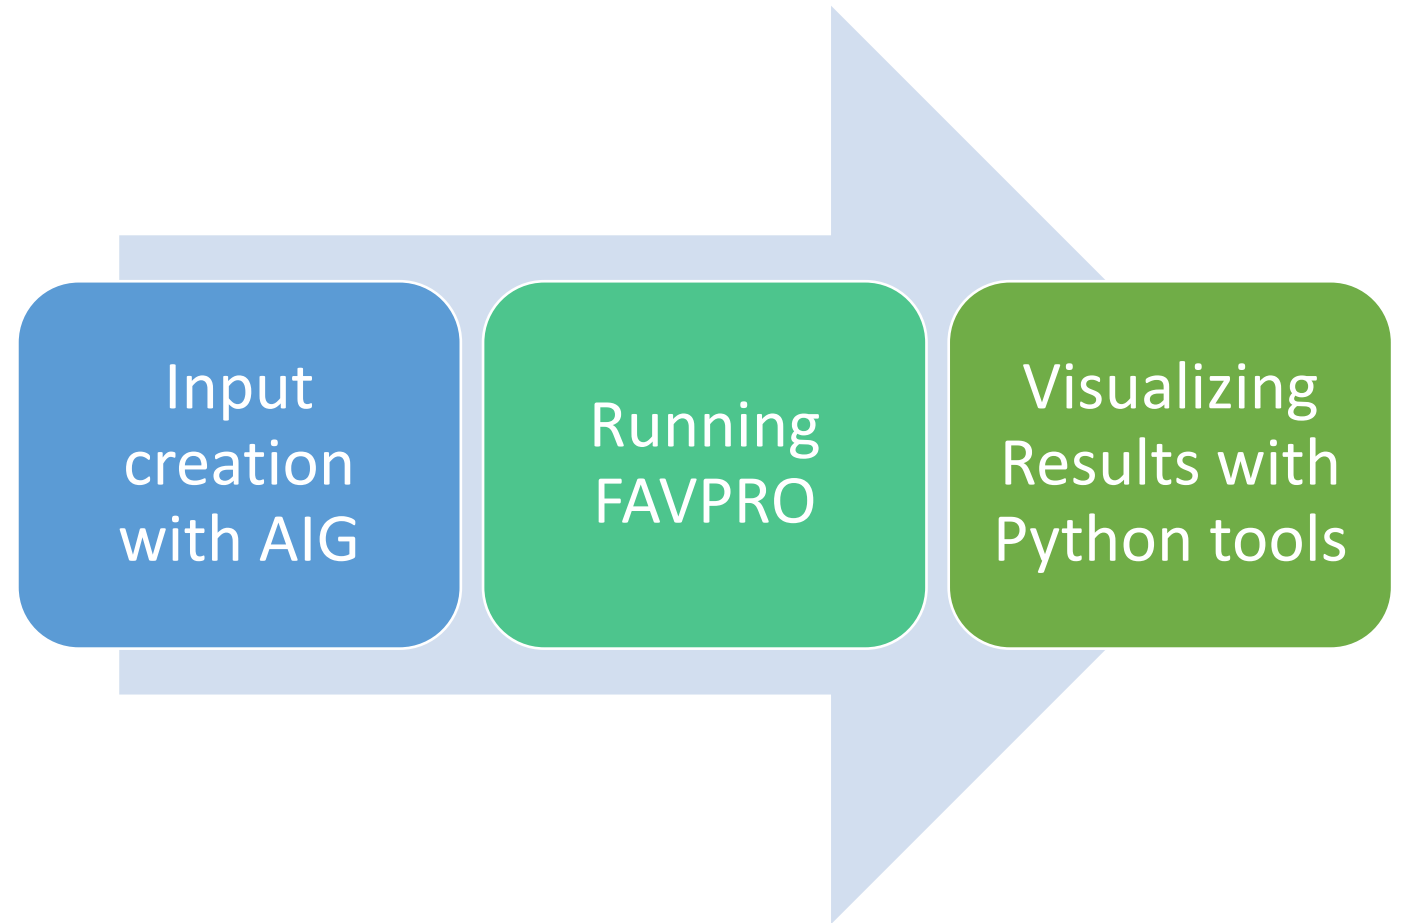 Input
creation
with AIG
Running
FAVPRO
Visualizing
Results with
Python tools